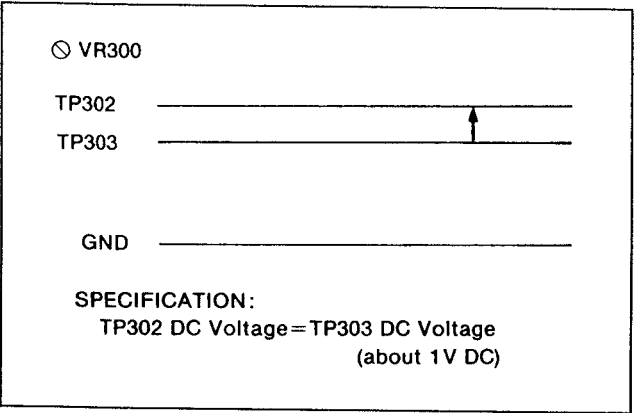 VR300
TP302
TP303
GND
SPECIFICATION:
TP302 DC Voltage=TP303 DC Voltage
(about 1V DC)